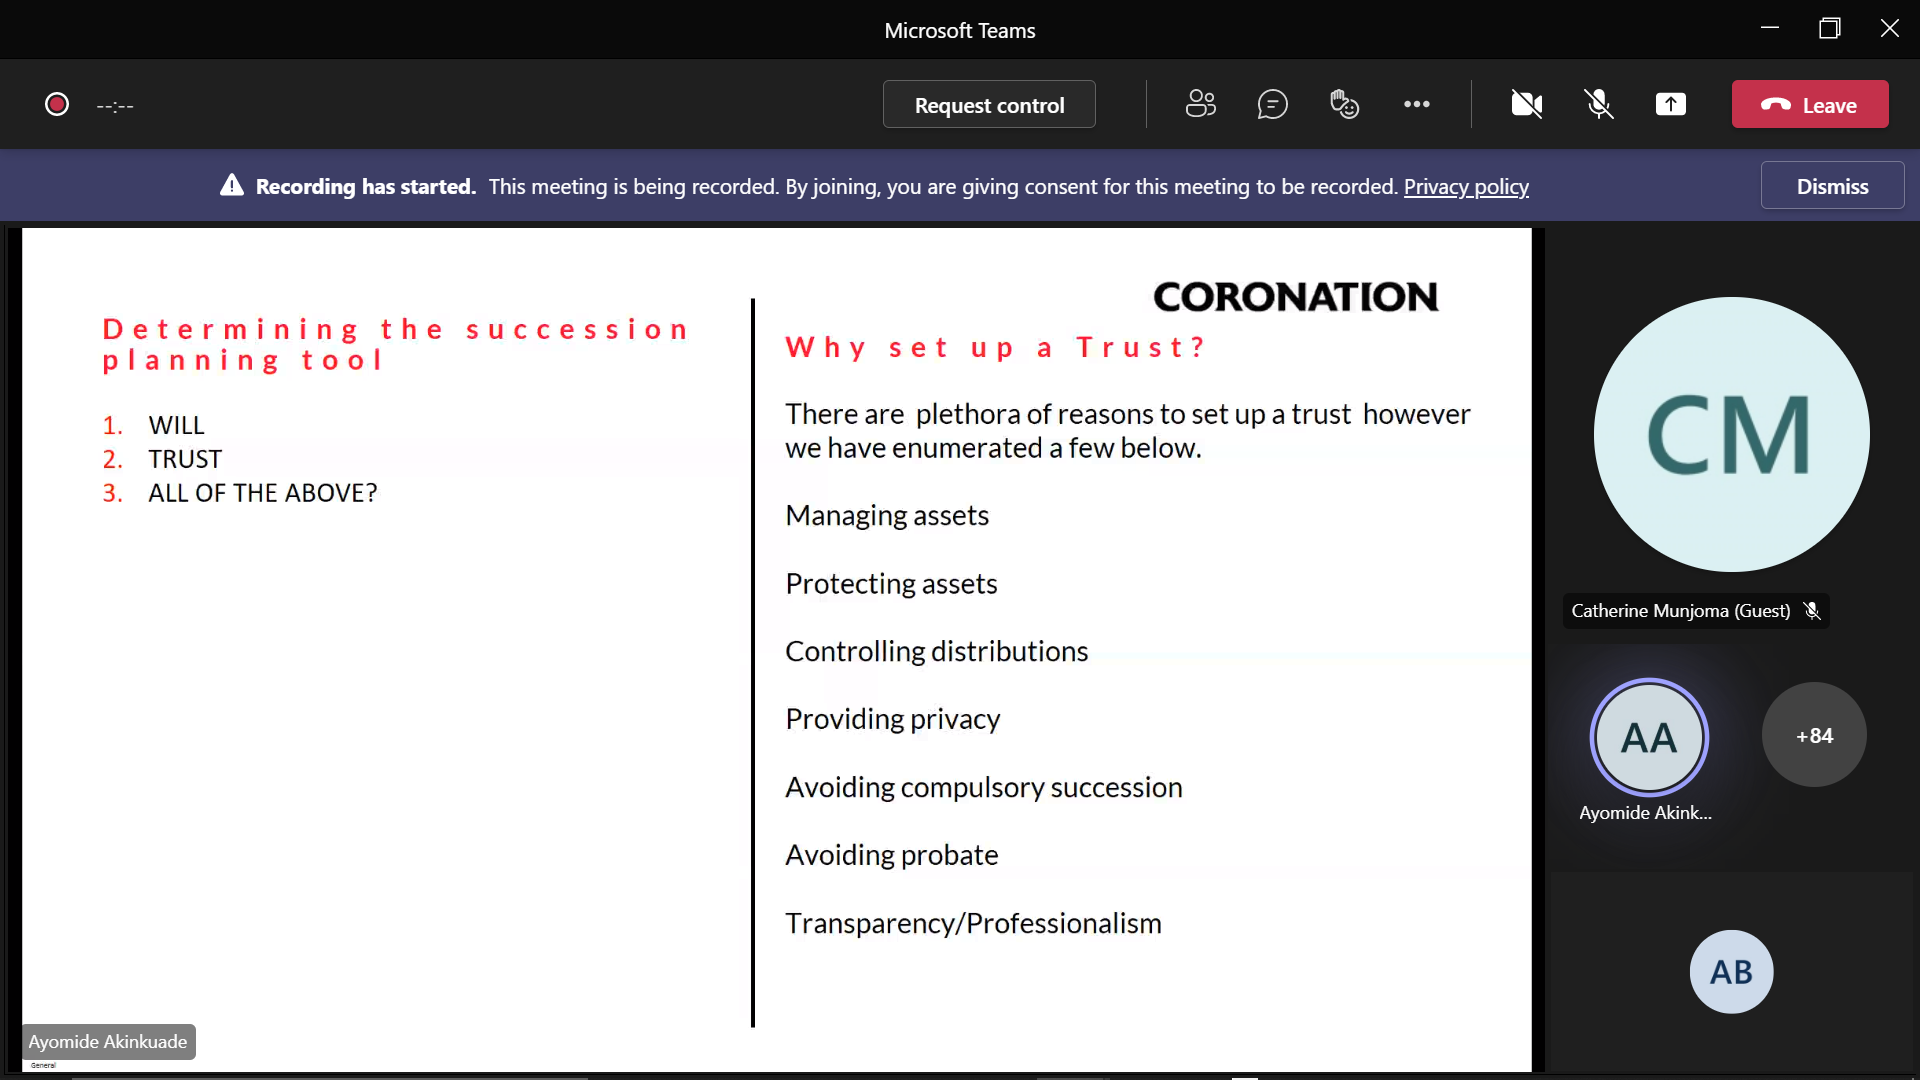 Microsoft Teams
--:--
Request control
Leave
Recording has started. This meeting is being recorded. By joining, you are giving consent for this meeting to be recorded. Privacy policy
Dismiss
CORONATION
Determining the succession
planning tool
1. WILL
2. TRUST
3. ALL OF THE ABOVE?
Why set up a Trust?
There are plethora of reasons to set up a trust however
we have enumerated a few below.
Managing assets
Protecting assets
Controlling distributions
Providing privacy
Avoiding compulsory succession
Avoiding probate
Transparency/Professionalism
Ayomide Akinkuade
General
CM
Catherine Munjoma (Guest)
AA
+84
Ayomide Akink...
AB